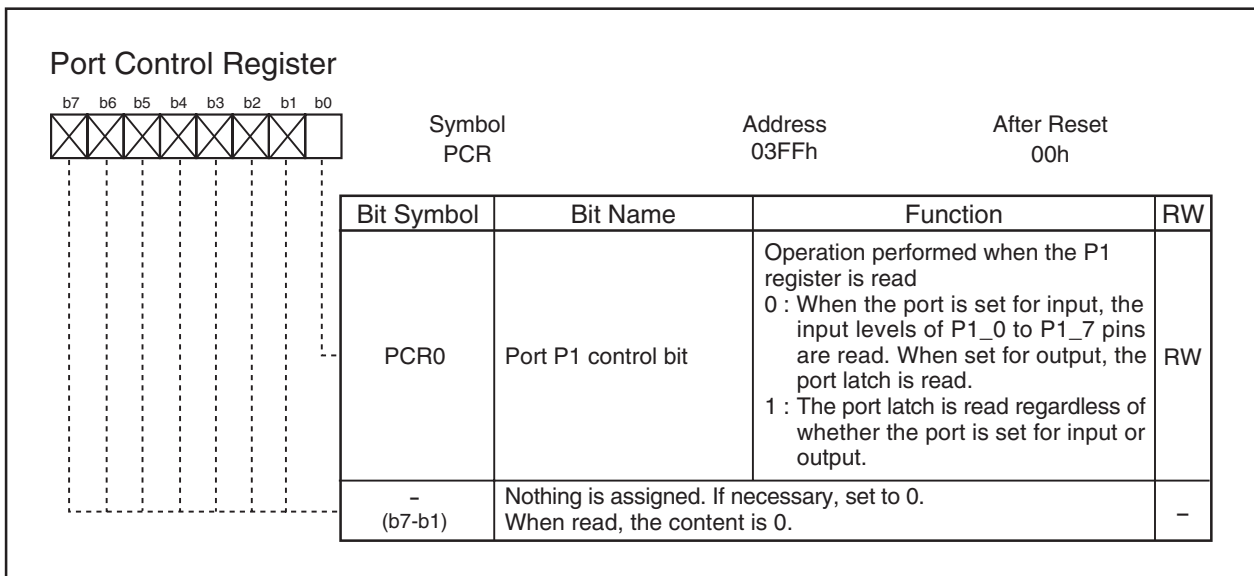 Port Control Register
b7 b6 b5 b4 b3 b2 b1 b0
Symbol Address After Reset
PCR 03FFh 00h
Bit Symbol Bit Name Function RW
PCR0 Port P1 control bit
Operation performed when the P1
register is read
0 : When the port is set for input, the
input levels of P1_0 to P1_7 pins
are read. When set for output, the
port latch is read.
1 : The port latch is read regardless of
whether the port is set for input or
output.
RW
–
(b7-b1)
Nothing is assigned. If necessary, set to 0.
When read, the content is 0.
–